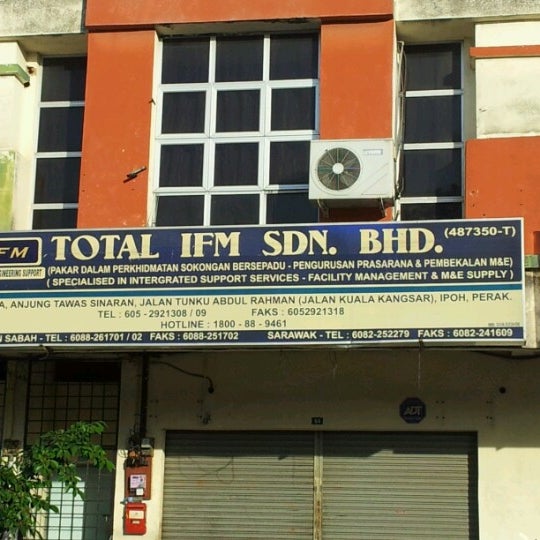 FM
ENGINEERING SUPPORT
TOTAL IFM SDN. BHD. (487350-T)
(PAKAR DALAM PERKHIDMATAN SOKONGAN BERSEPADU - PENGURUSAN PRASARANA & PEMBEKALAN M&E)
( SPECIALISED IN INTERGRATED SUPPORT SERVICES - FACILITY MANAGEMENT & M&E SUPPLY )
A, ANJUNG TAWAS SINARAN, JALAN TUNKU ABDUL RAHMAN (JALAN KUALA KANGSAR), IPOH, PERAK.
TEL : 605 - 2921308 / 09 FAKS : 6052921318
HOTLINE : 1800 - 88 - 9461
N SABAH - TEL : 6088-261701 / 02 FAKS : 6088-251702 SARAWAK - TEL : 6082-252279 FAKS : 6082-241609
ADT